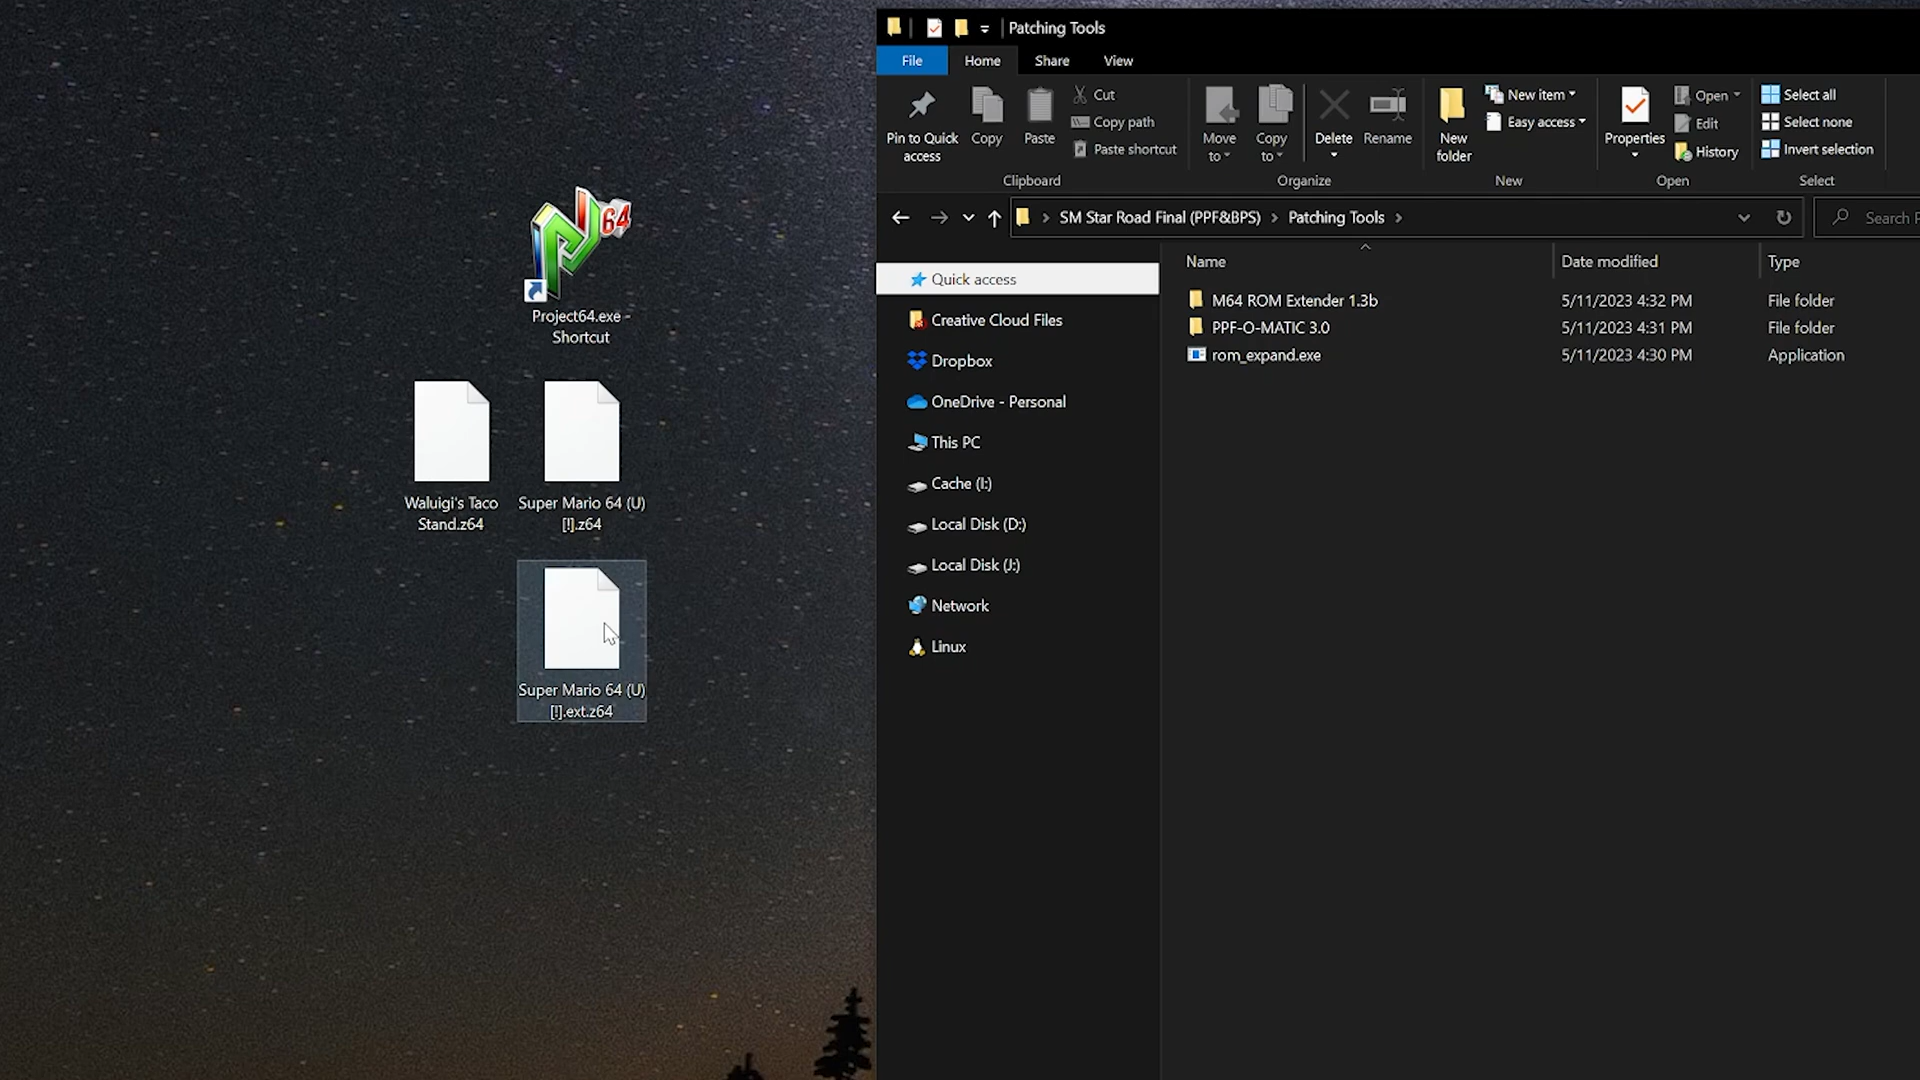 Patching Tools
File
Home
Share
View
Pin to Quick
access
Copy
Paste
Cut
Copy path
Paste shortcut
Clipboard
Move
to
Copy
to
Delete
Rename
Organize
New
folder
New item
Easy access
New
Properties
Open
Edit
History
Open
Select all
Select none
Invert selection
Select
SM Star Road Final (PPF&BPS)
Patching Tools
Search P
Name
Date modified
Type
Quick access
Creative Cloud Files
Dropbox
OneDrive - Personal
This PC
Cache (I:)
Local Disk (D:)
Local Disk (J:)
Network
Linux
M64 ROM Extender 1.3b 5/11/2023 4:32 PM File folder
PPF-O-MATIC 3.0 5/11/2023 4:31 PM File folder
rom_expand.exe 5/11/2023 4:30 PM Application
64
Project64.exe -
Shortcut
Waluigi's Taco
Stand.z64
Super Mario 64 (U)
[!].z64
Super Mario 64 (U)
[!].ext.z64